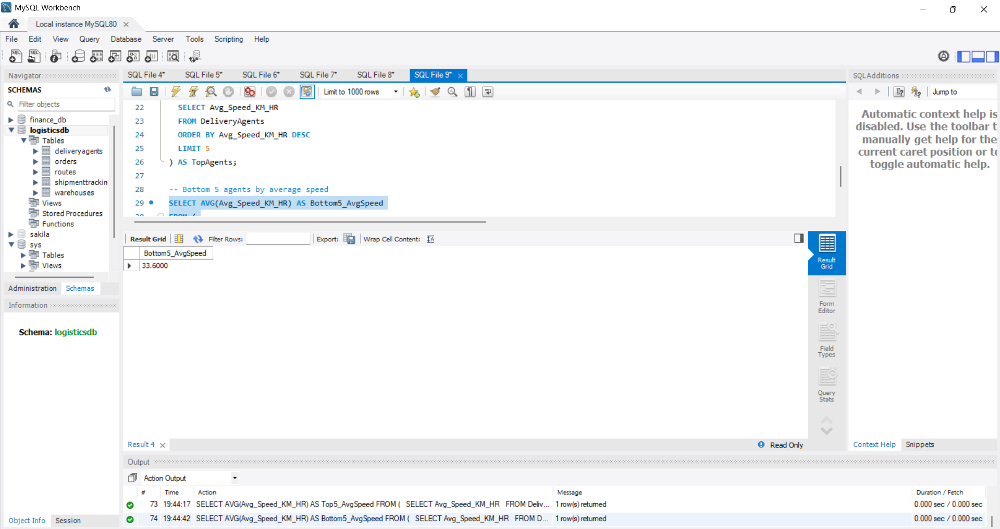 MySQL Workbench
Local instance MySQL80
File Edit View Query Database Server Tools Scripting Help
Navigator
SCHEMAS
Filter objects
finance_db
logisticsdb
Tables
deliveryagents
orders
routes
shipmenttrackin
warehouses
Views
Stored Procedures
Functions
sakila
sys
Tables
Views
Administration Schemas
Information
Schema: logisticsdb
Object Info Session
SQL File 4* SQL File 5* SQL File 6* SQL File 7* SQL File 8* SQL File 9*
Limit to 1000 rows
22 SELECT Avg_Speed_KM_HR
23 FROM DeliveryAgents
24 ORDER BY Avg_Speed_KM_HR DESC
25 LIMIT 5
26 ) AS TopAgents;
27
28 -- Bottom 5 agents by average speed
29 SELECT AVG(Avg_Speed_KM_HR) AS Bottom5_AvgSpeed
30 FROM (
Result Grid Filter Rows: Export: Wrap Cell Content:
Bottom5_AvgSpeed
33.6000
Result
Grid
Form
Editor
Field
Types
Query
Stats
Result 4 Read Only
SQLAdditions
Jump to
Automatic context help is
disabled. Use the toolbar t
manually get help for the
current caret position or to
toggle automatic help.
Context Help Snippets
Output
Action Output
# Time Action Message Duration / Fetch
73 19:44:17 SELECT AVG(Avg_Speed_KM_HR) AS Top5_AvgSpeed FROM ( SELECT Avg_Speed_KM_HR FROM Deliv... 1 row(s) returned 0.000 sec / 0.000 sec
74 19:44:42 SELECT AVG(Avg_Speed_KM_HR) AS Bottom5_AvgSpeed FROM ( SELECT Avg_Speed_KM_HR FROM D... 1 row(s) returned 0.000 sec / 0.000 sec